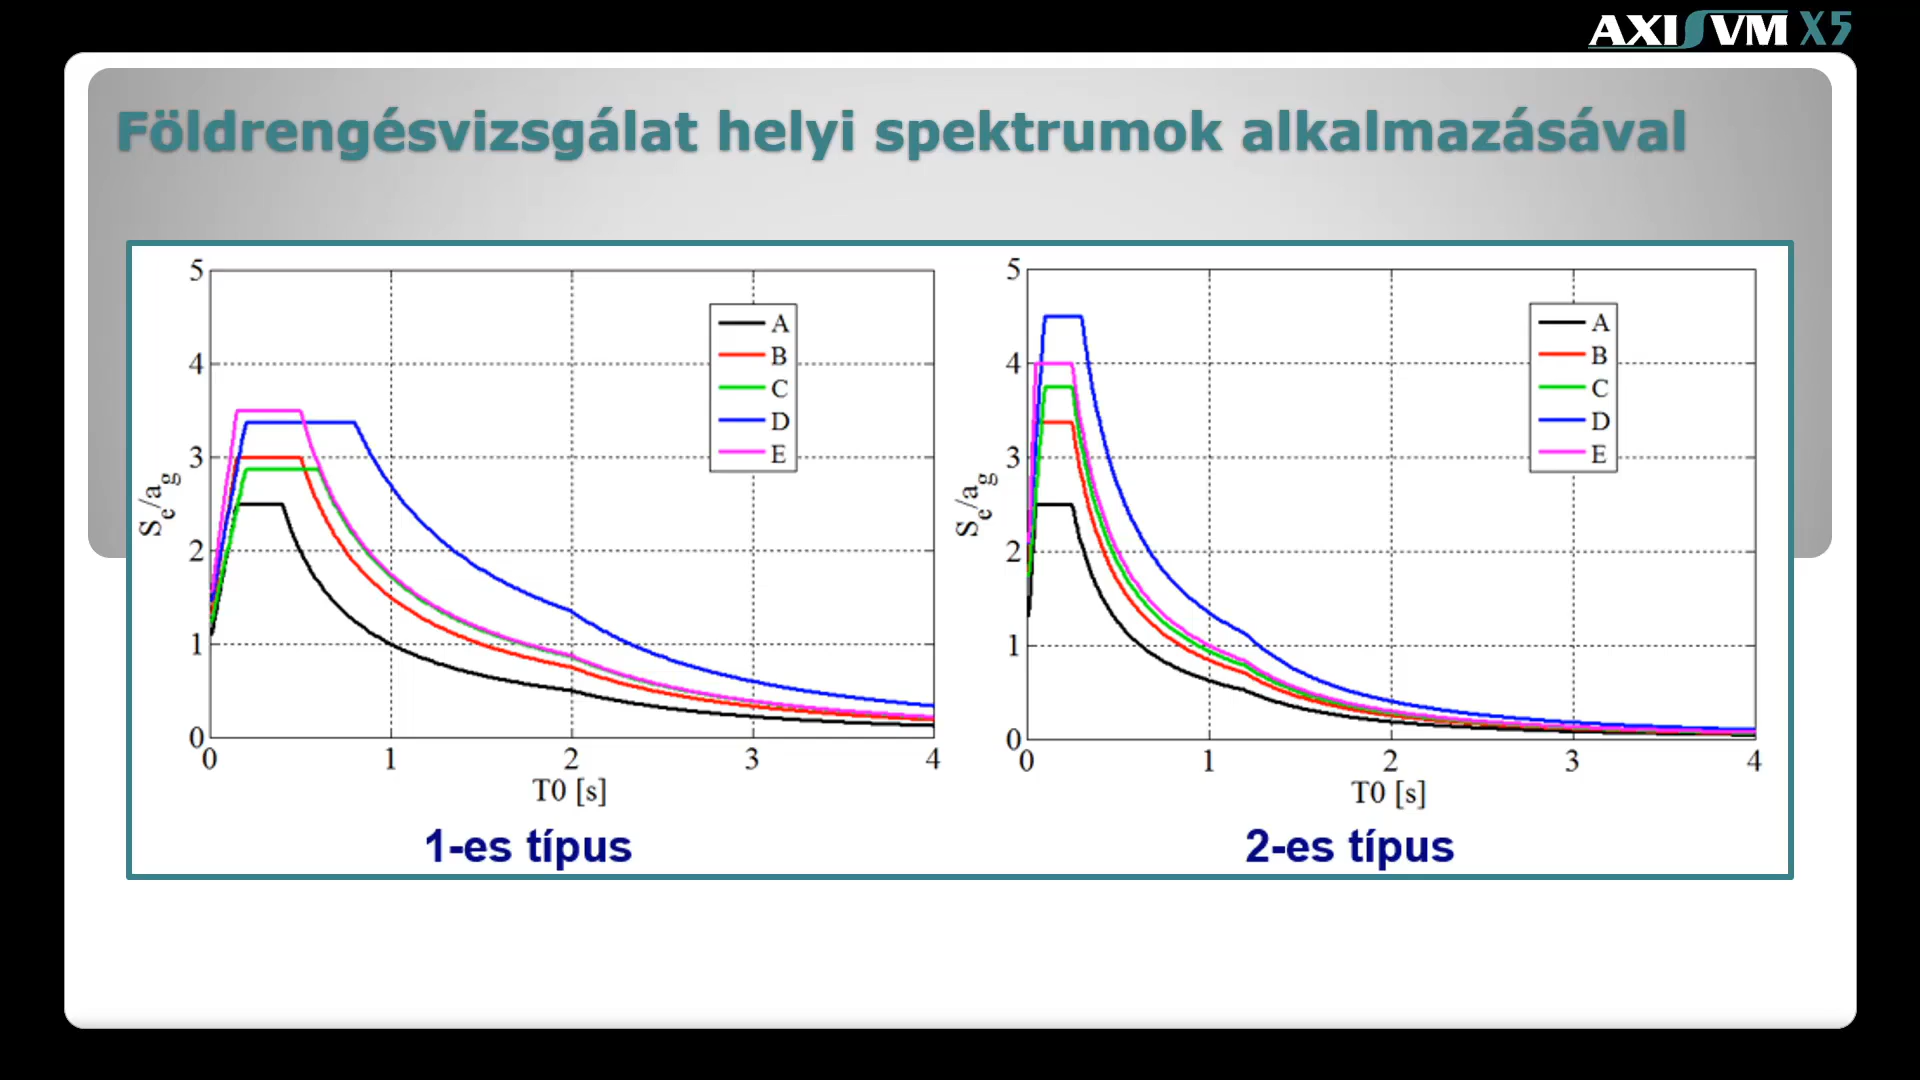 AXISVM X5
Földrengésvizsgálat helyi spektrumok alkalmazásával
5
4
3
2
1
0
0 1 2 3 4
Se/ag
T0 [s]
A
B
C
D
E
1-es típus
5
4
3
2
1
0
0 1 2 3 4
Se/ag
T0 [s]
A
B
C
D
E
2-es típus